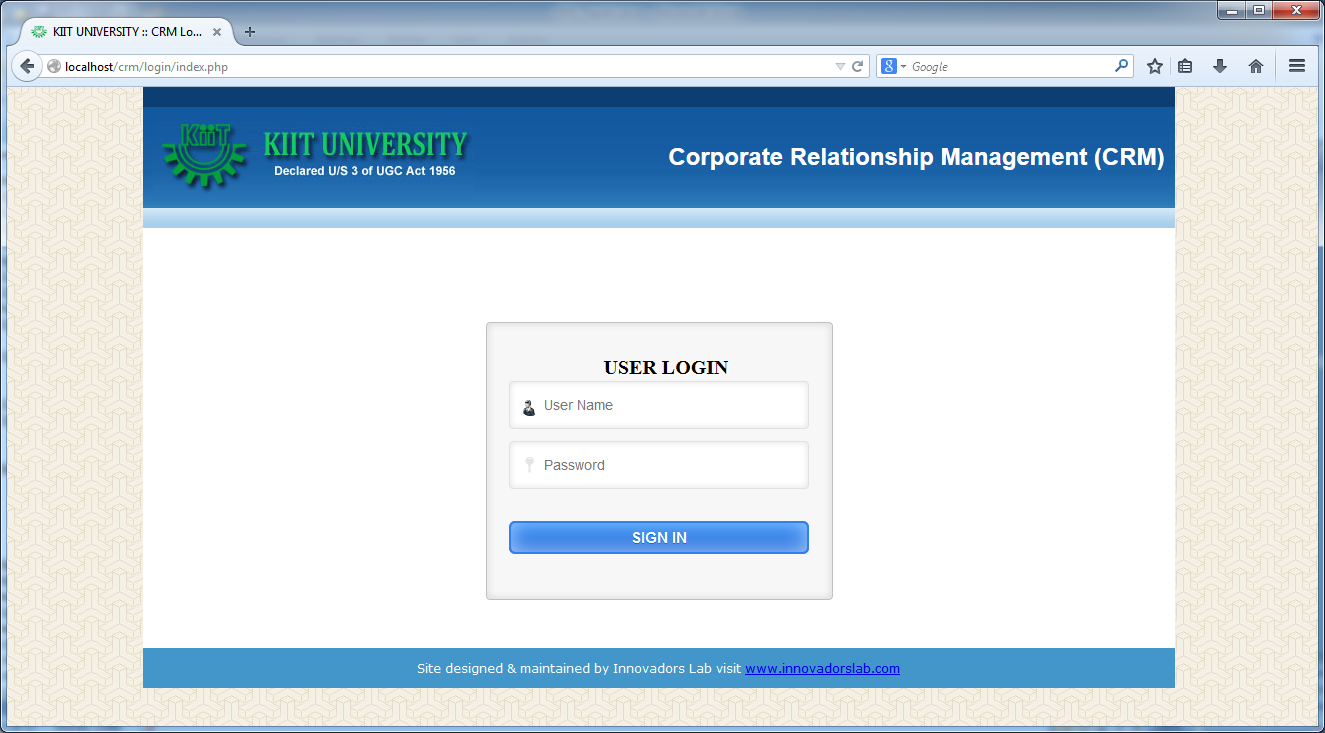 KIIT UNIVERSITY :: CRM Lo...
localhost/crm/login/index.php
8 Google
KiiT
KIIT UNIVERSITY
Declared U/S 3 of UGC Act 1956
Corporate Relationship Management (CRM)
USER LOGIN
User Name
Password
SIGN IN
Site designed & maintained by Innovadors Lab visit www.innovadorslab.com